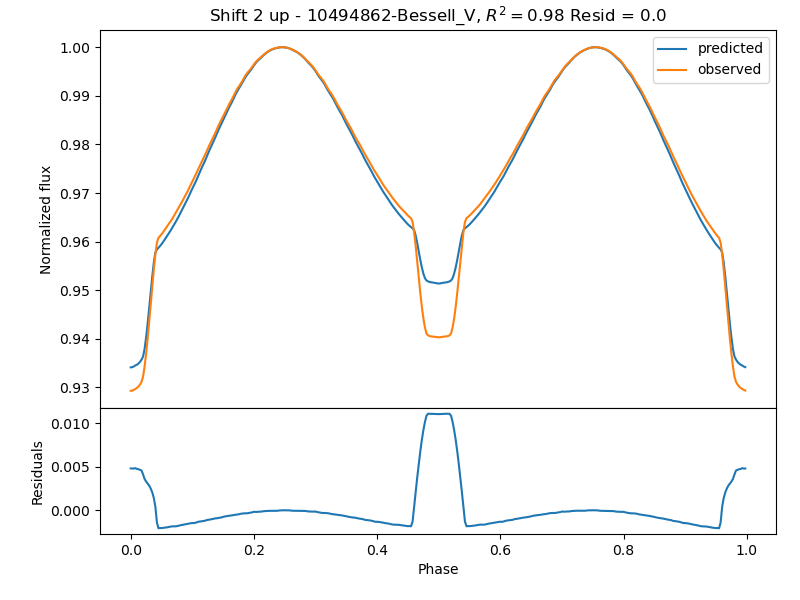 Shift 2 up - 10494862-Bessell_V, R² = 0.98 Resid = 0.0
predicted
observed
1.00
0.99
0.98
0.97
0.96
0.95
0.94
0.93
Normalized flux
0.010
0.005
0.000
Residuals
0.0 0.2 0.4 0.6 0.8 1.0
Phase